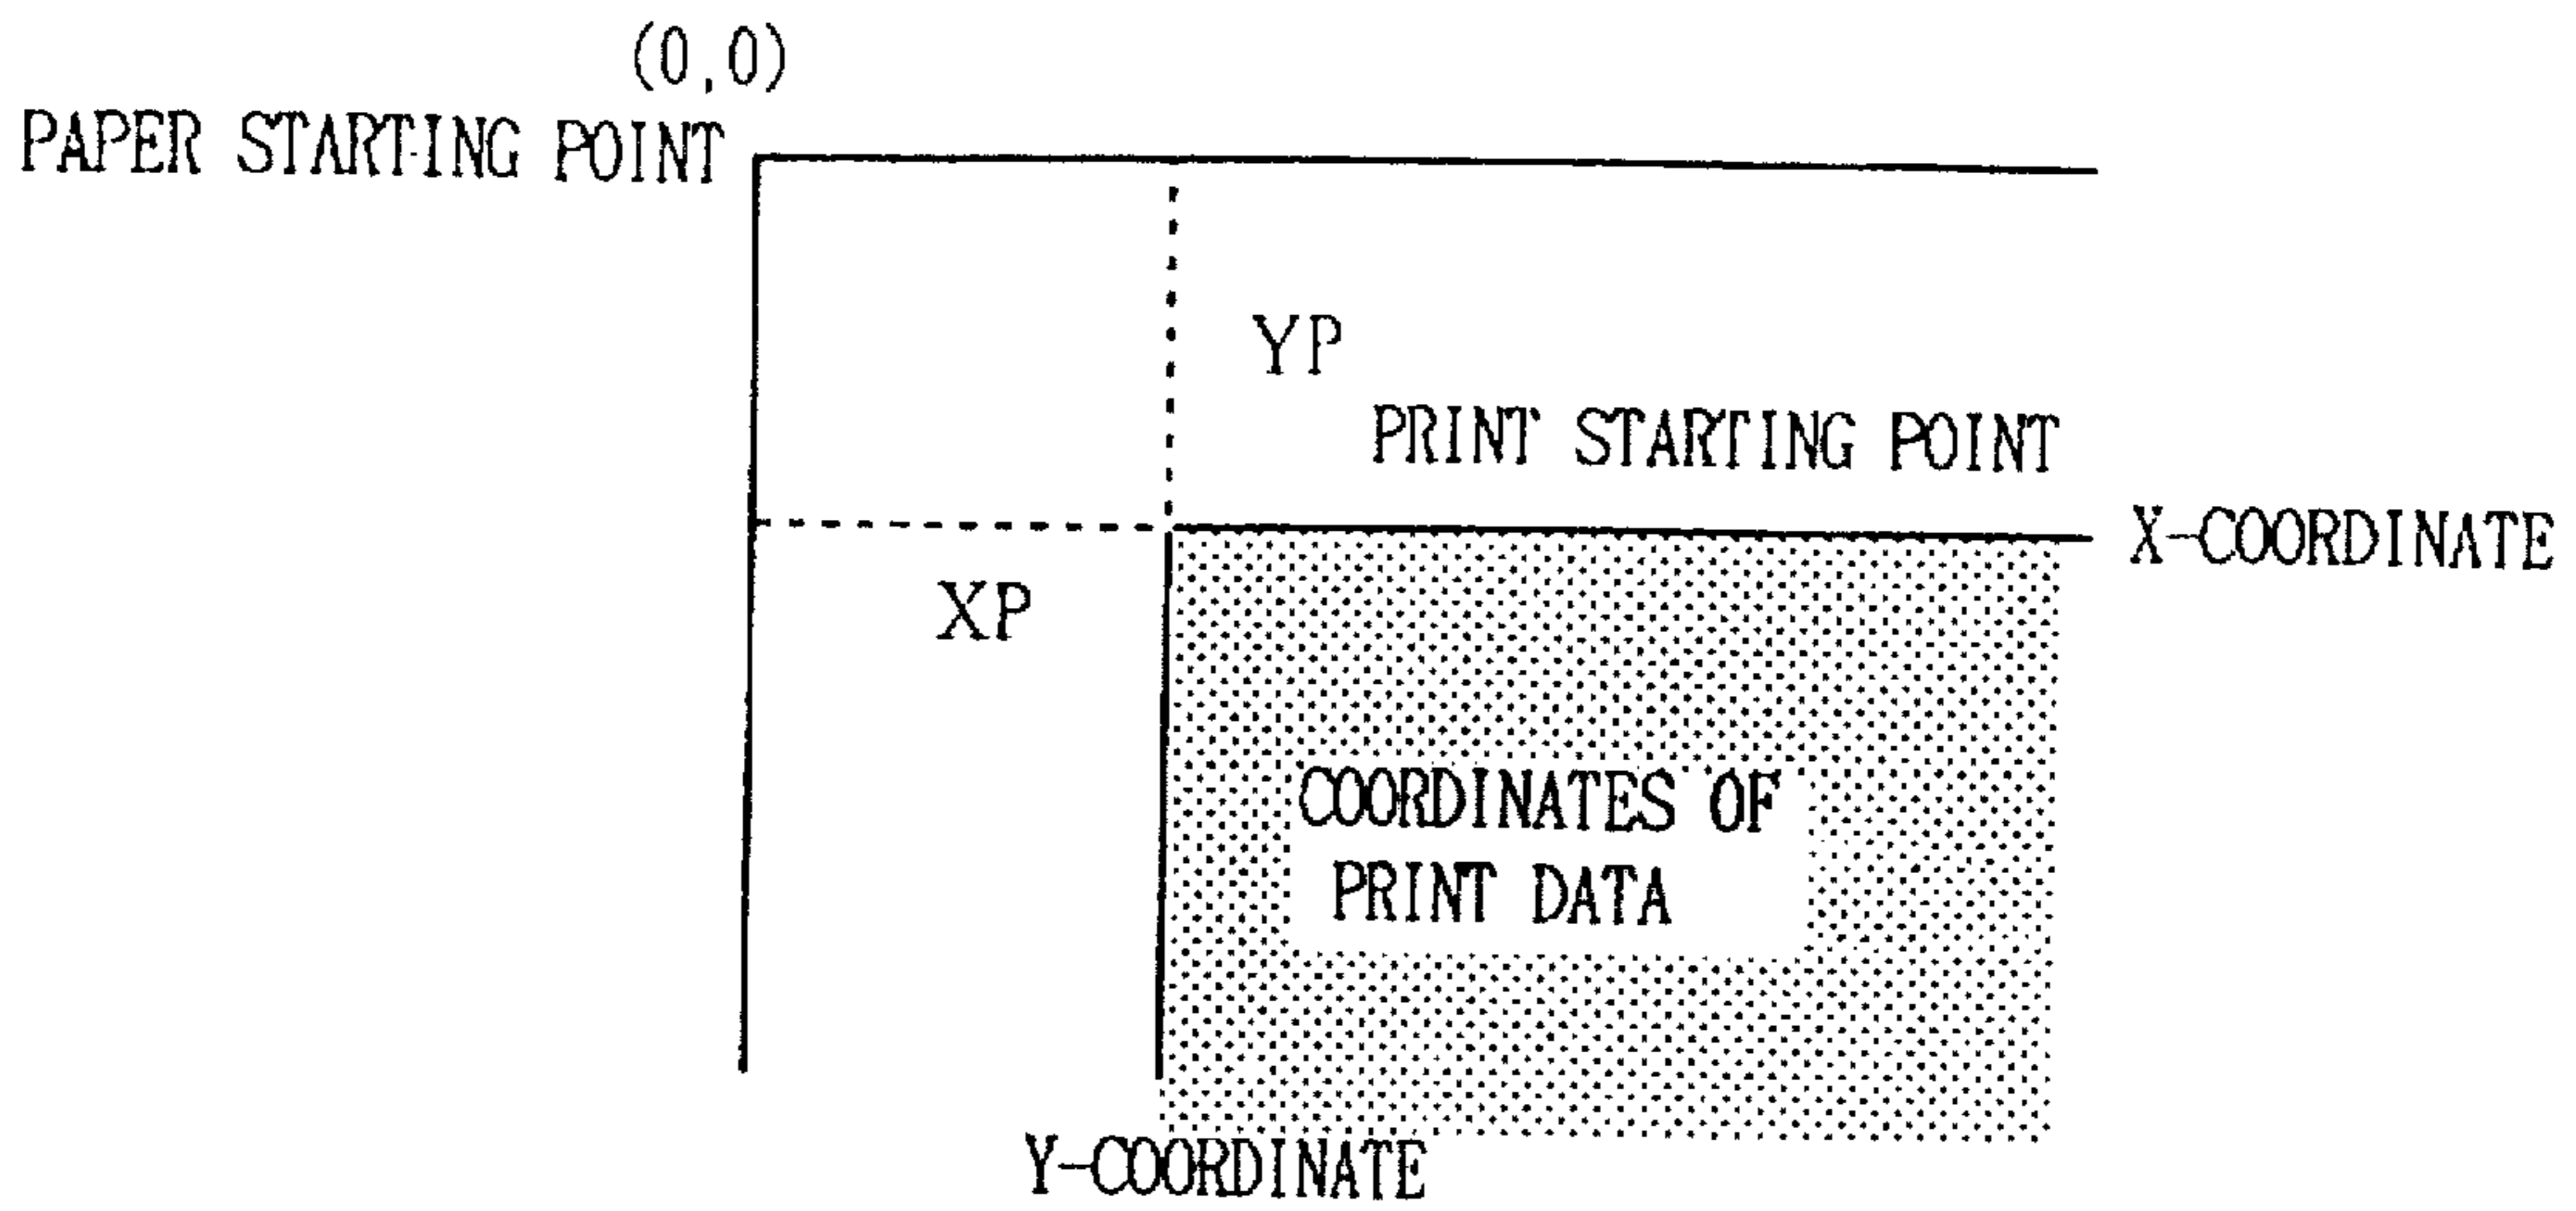 (0,0)
PAPER STARTING POINT
YP
PRINT STARTING POINT
X-COORDINATE
XP
COORDINATES OF
PRINT DATA
Y-COORDINATE